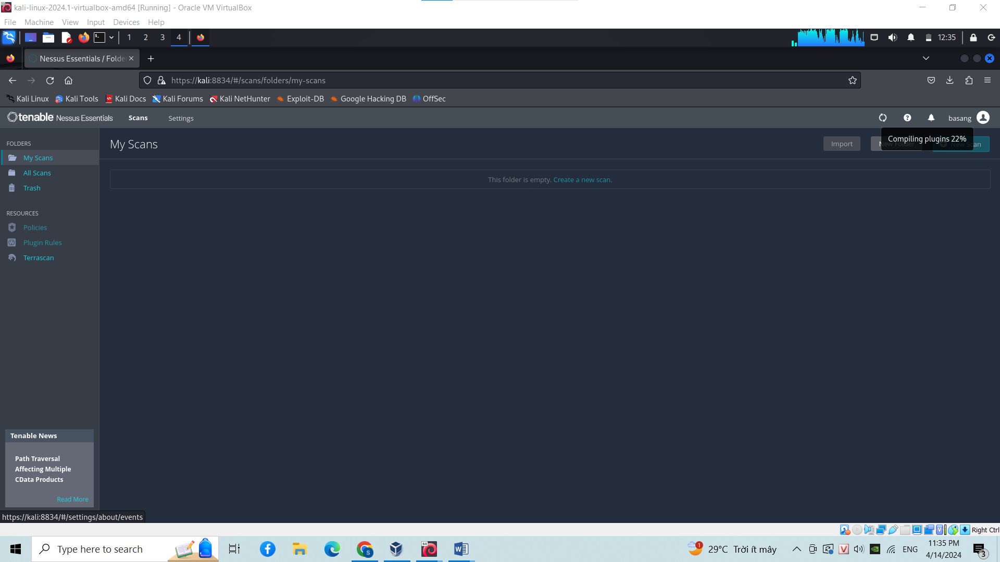 kali-linux-2024.1-virtualbox-amd64 [Running] - Oracle VM VirtualBox
File Machine View Input Devices Help
1 2 3 4 12:35
Nessus Essentials / Folde
https://kali:8834/#/scans/folders/my-scans
Kali Linux Kali Tools Kali Docs Kali Forums Kali NetHunter Exploit-DB Google Hacking DB OffSec
tenable Nessus Essentials Scans Settings basang
FOLDERS
My Scans
All Scans
Trash
RESOURCES
Policies
Plugin Rules
Terrascan
My Scans
Import New Folder New Scan
Compiling plugins 22%
This folder is empty. Create a new scan.
Tenable News
Path Traversal
Affecting Multiple
CData Products
Read More
https://kali:8834/#/settings/about/events
Right Ctrl
Type here to search
1
29°C Trời ít mây
ENG
11:35 PM
4/14/2024
3